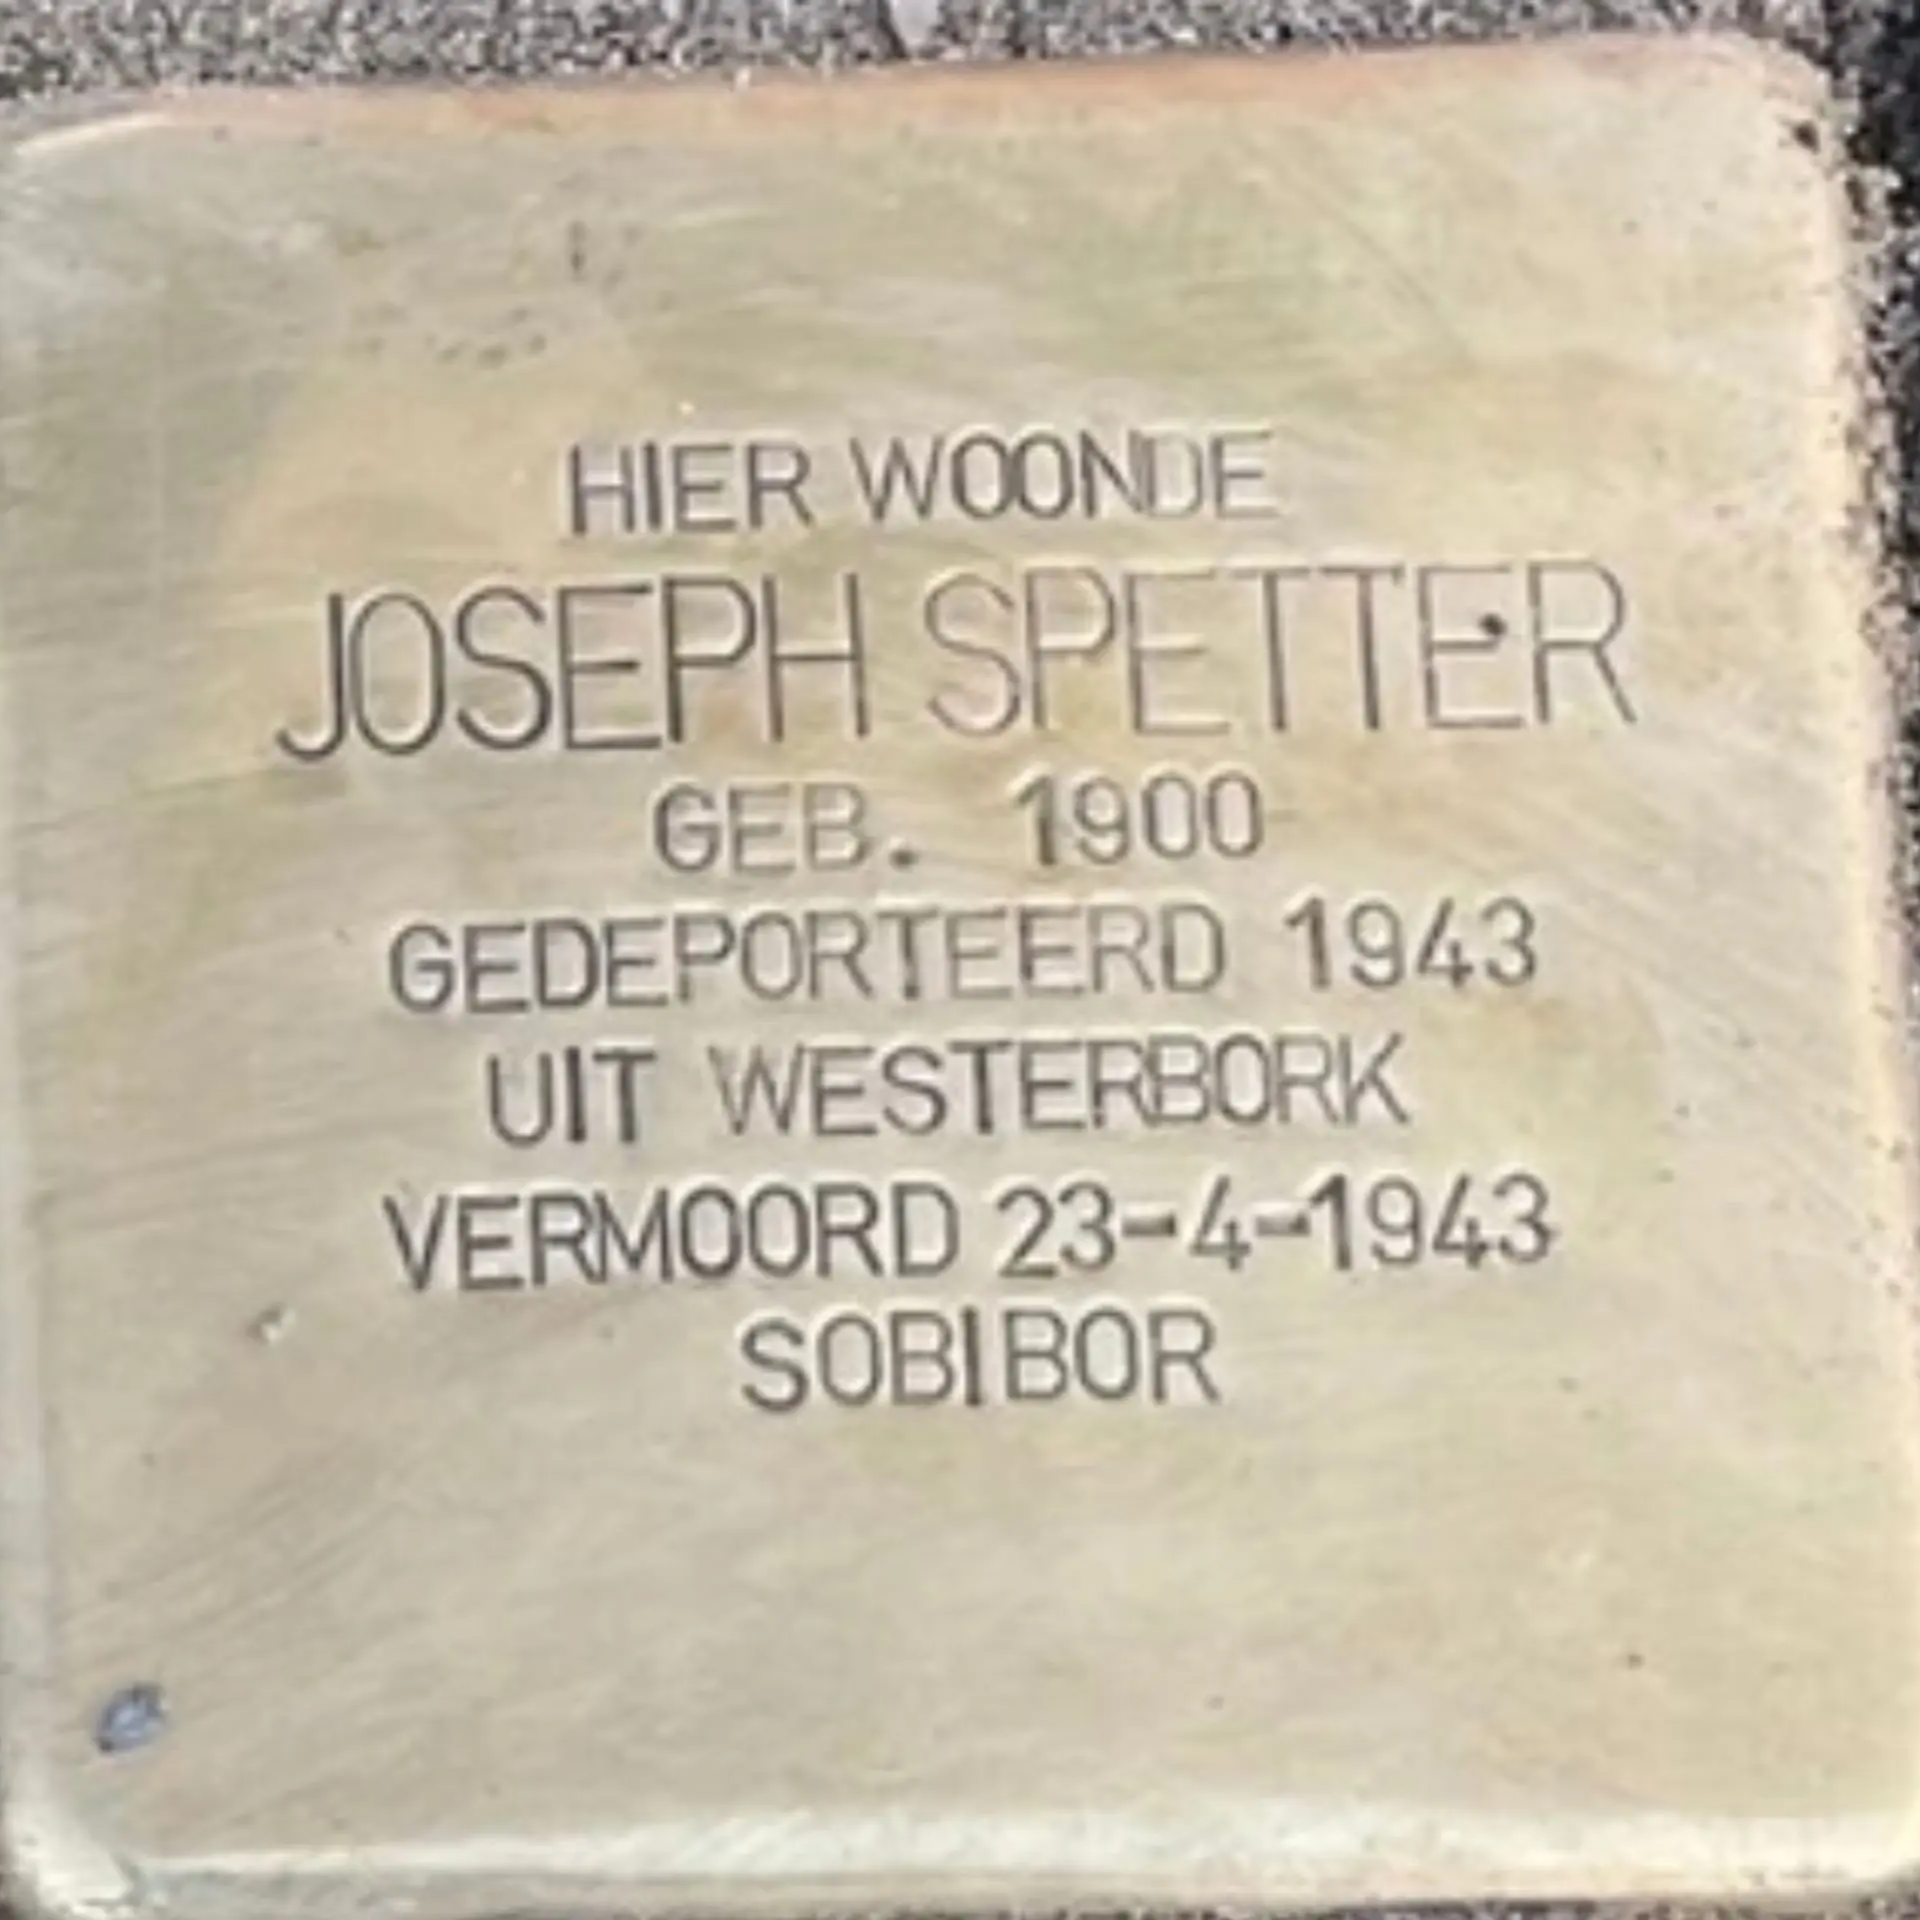 HIER WOONDE
JOSEPH SPETTER
GEB. 1900
GEDEPORTEERD 1943
UIT WESTERBORK
VERMOORD 23-4-1943
SOBIBOR